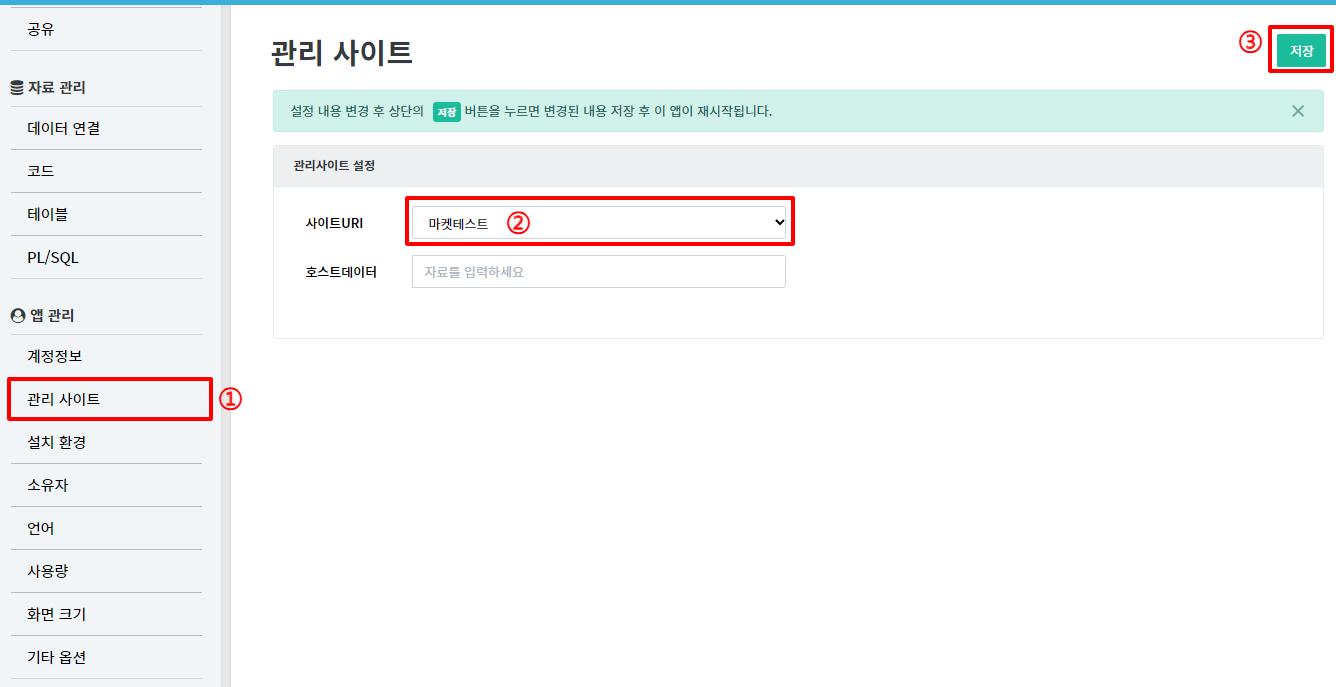 공유
자료 관리
데이터 연결
코드
테이블
PL/SQL
앱 관리
계정정보
관리 사이트 ①
설치 환경
소유자
언어
사용량
화면 크기
기타 옵션
관리 사이트
③ 저장
설정 내용 변경 후 상단의 저장 버튼을 누르면 변경된 내용 저장 후 이 앱이 재시작됩니다. ×
관리사이트 설정
사이트URI 마켓테스트 ②
호스트데이터 자료를 입력하세요